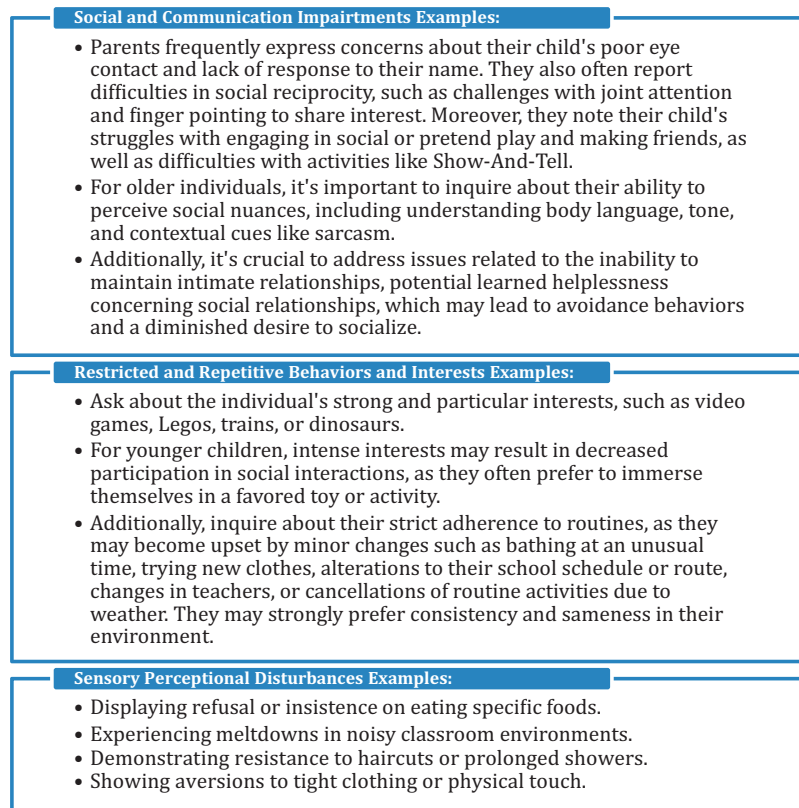 Social and Communication Impairtments Examples:
• Parents frequently express concerns about their child's poor eye
contact and lack of response to their name. They also often report
difficulties in social reciprocity, such as challenges with joint attention
and finger pointing to share interest. Moreover, they note their child's
struggles with engaging in social or pretend play and making friends, as
well as difficulties with activities like Show-And-Tell.
• For older individuals, it's important to inquire about their ability to
perceive social nuances, including understanding body language, tone,
and contextual cues like sarcasm.
• Additionally, it's crucial to address issues related to the inability to
maintain intimate relationships, potential learned helplessness
concerning social relationships, which may lead to avoidance behaviors
and a diminished desire to socialize.
Restricted and Repetitive Behaviors and Interests Examples:
• Ask about the individual's strong and particular interests, such as video
games, Legos, trains, or dinosaurs.
• For younger children, intense interests may result in decreased
participation in social interactions, as they often prefer to immerse
themselves in a favored toy or activity.
• Additionally, inquire about their strict adherence to routines, as they
may become upset by minor changes such as bathing at an unusual
time, trying new clothes, alterations to their school schedule or route,
changes in teachers, or cancellations of routine activities due to
weather. They may strongly prefer consistency and sameness in their
environment.
Sensory Perceptional Disturbances Examples:
• Displaying refusal or insistence on eating specific foods.
• Experiencing meltdowns in noisy classroom environments.
• Demonstrating resistance to haircuts or prolonged showers.
• Showing aversions to tight clothing or physical touch.